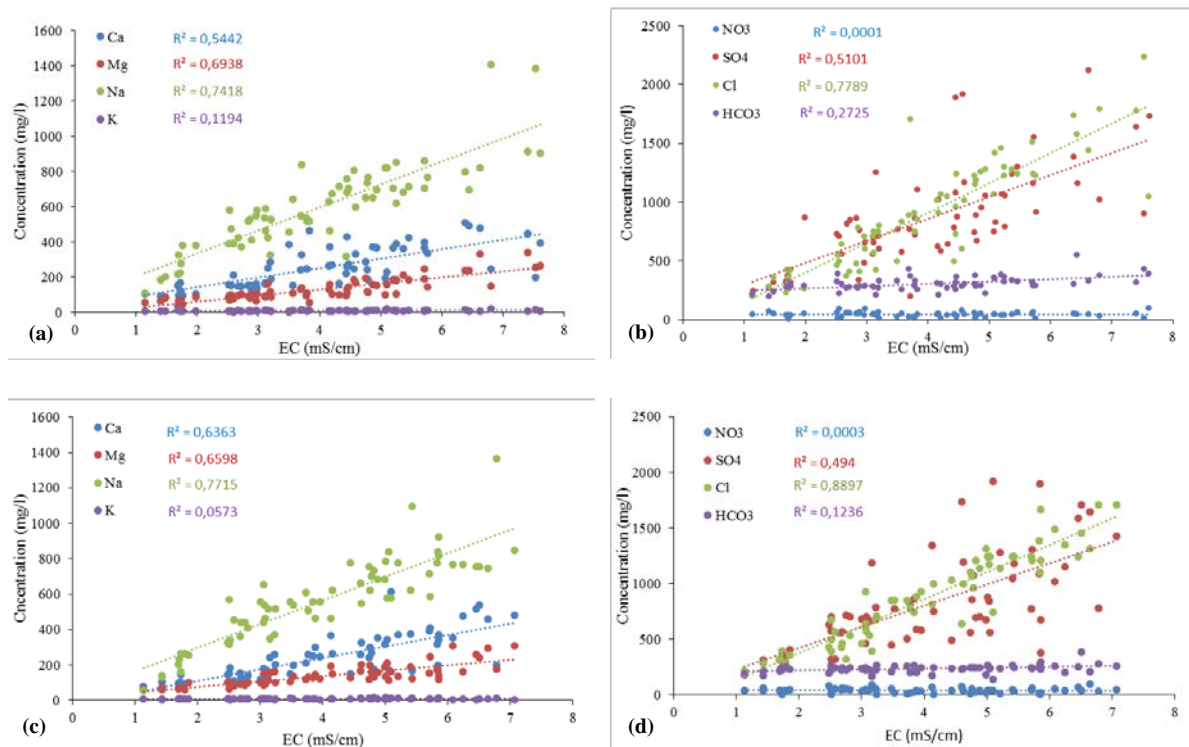 1600
1400
1200
1000
800
600
400
200
0
Concentration (mg/l)
Ca R² = 0,5442
Mg R² = 0,6938
Na R² = 0,7418
K R² = 0,1194
0 1 2 3 4 5 6 7 8
EC (mS/cm)
(a)
2500
2000
1500
1000
500
0
Concentration (mg/l)
NO3 R² = 0,0001
SO4 R² = 0,5101
Cl R² = 0,7789
HCO3 R² = 0,2725
0 1 2 3 4 5 6 7 8
EC (mS/cm)
(b)
1600
1400
1200
1000
800
600
400
200
0
Cncentration (mg/l)
Ca R² = 0,6363
Mg R² = 0,6598
Na R² = 0,7715
K R² = 0,0573
0 1 2 3 4 5 6 7 8
EC (mS/cm)
(c)
2500
2000
1500
1000
500
0
Concentration (mg/l)
NO3 R² = 0,0003
SO4 R² = 0,494
Cl R² = 0,8897
HCO3 R² = 0,1236
0 1 2 3 4 5 6 7 8
EC (mS/cm)
(d)